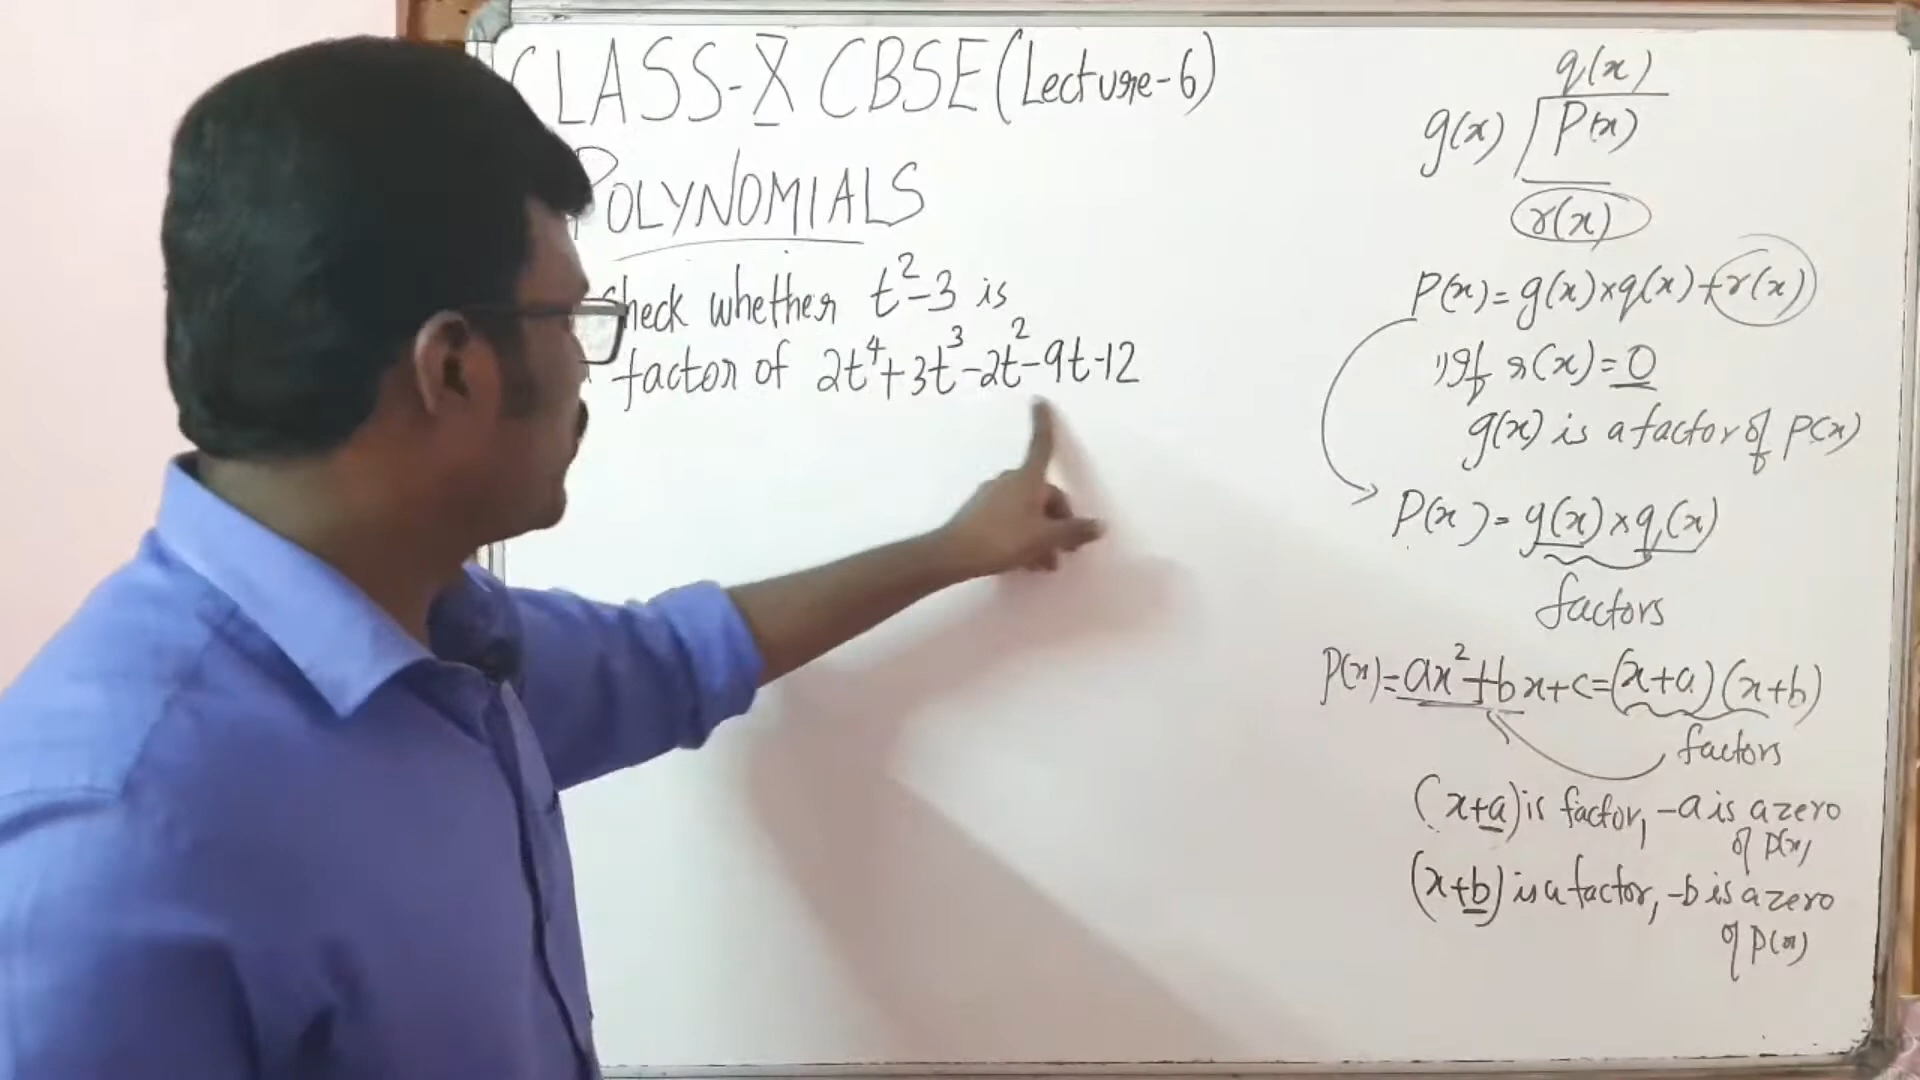 CLASS-X CBSE (Lecture-6)
POLYNOMIALS
Check whether t²-3 is
factor of 2t⁴+3t³-2t²-9t-12
q(x)
g(x) P(x)
r(x)
P(x)=g(x)×q(x)+r(x)
If r(x)=0
g(x) is a factor of P(x)
P(x)=g(x)×q(x)
factors
P(x)=ax²+bx+c=(x+a)(x+b)
factors
(x+a) is factor, -a is a zero
of P(x)
(x+b) is a factor, -b is a zero
of P(x)